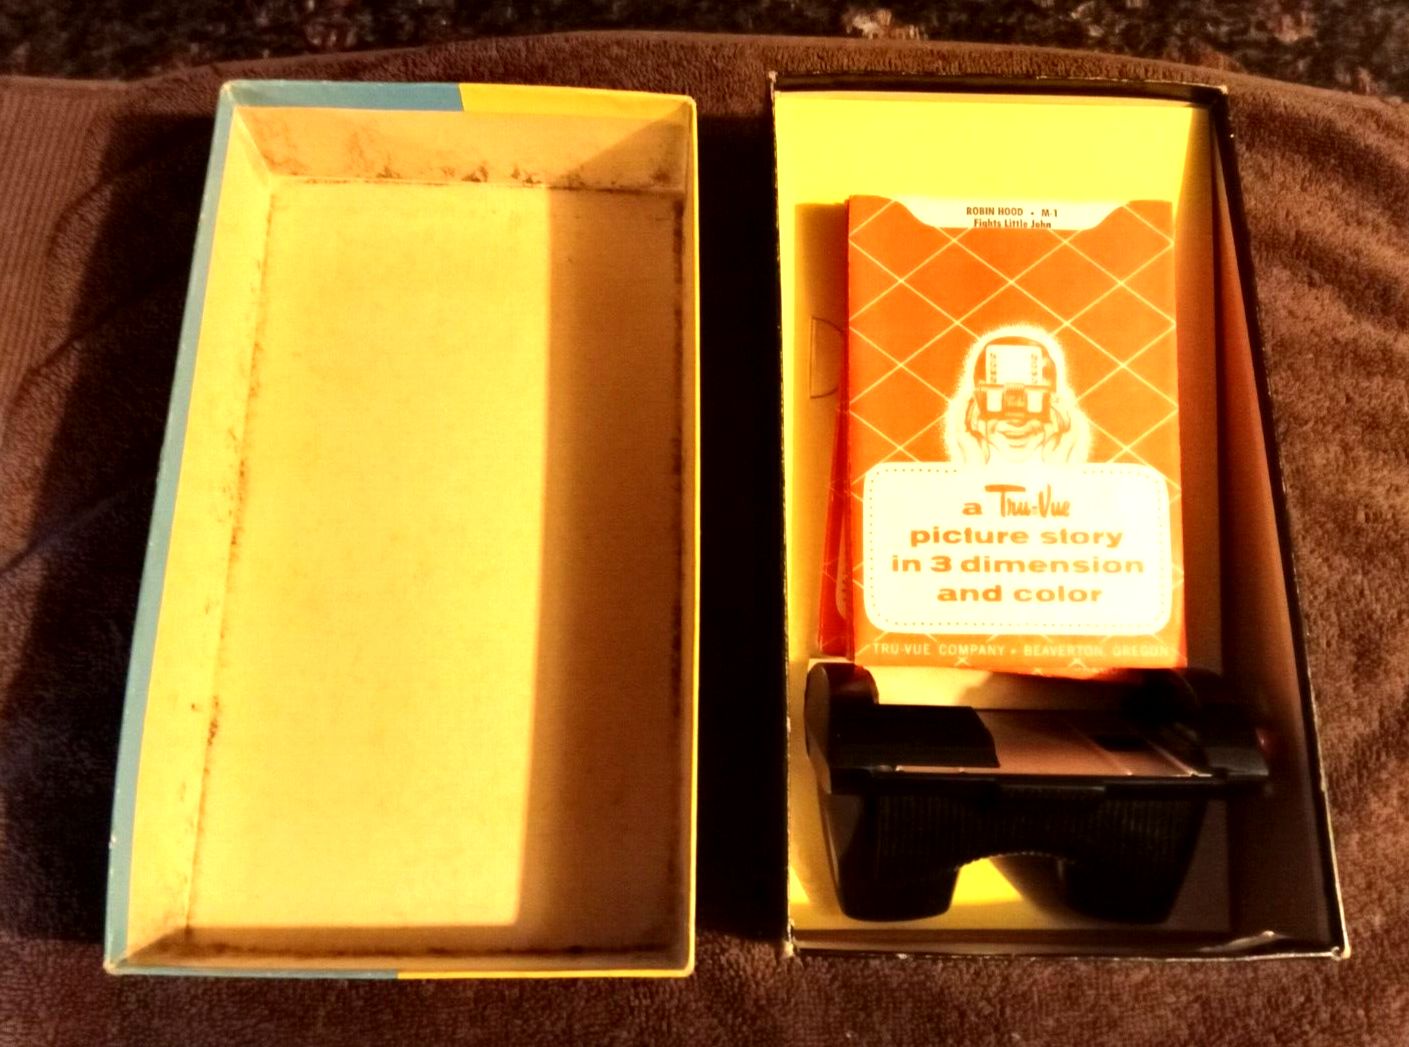 ROBIN HOOD • M-1
Fights Little John
a Tru-Vue
picture story
in 3 dimension
and color
TRU-VUE COMPANY • BEAVERTON, OREGON